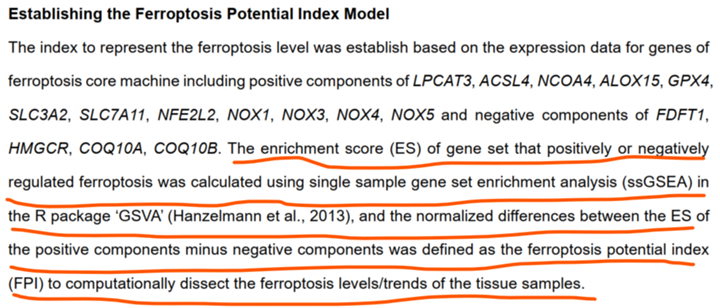 Establishing the Ferroptosis Potential Index Model
The index to represent the ferroptosis level was establish based on the expression data for genes of
ferroptosis core machine including positive components of LPCAT3, ACSL4, NCOA4, ALOX15, GPX4,
SLC3A2, SLC7A11, NFE2L2, NOX1, NOX3, NOX4, NOX5 and negative components of FDFT1,
HMGCR, COQ10A, COQ10B. The enrichment score (ES) of gene set that positively or negatively
regulated ferroptosis was calculated using single sample gene set enrichment analysis (ssGSEA) in
the R package ‘GSVA’ (Hanzelmann et al., 2013), and the normalized differences between the ES of
the positive components minus negative components was defined as the ferroptosis potential index
(FPI) to computationally dissect the ferroptosis levels/trends of the tissue samples.